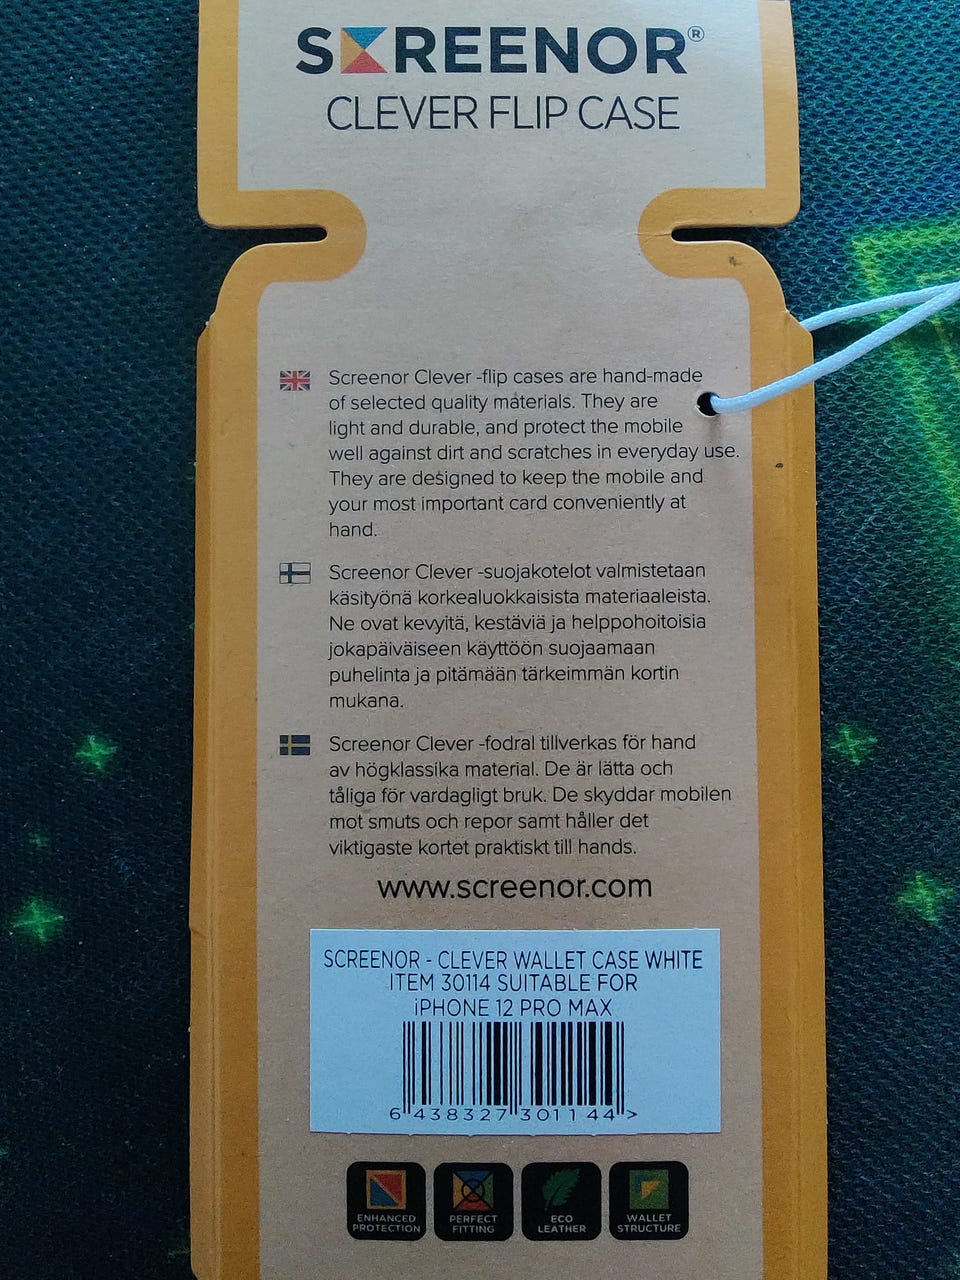 SCREENOR®
CLEVER FLIP CASE
Screenor Clever -flip cases are hand-made
of selected quality materials. They are
light and durable, and protect the mobile
well against dirt and scratches in everyday use.
They are designed to keep the mobile and
your most important card conveniently at
hand.
Screenor Clever -suojakotelot valmistetaan
käsityönä korkealuokkaisista materiaaleista.
Ne ovat kevyitä, kestäviä ja helppohoitoisia
jokapäiväiseen käyttöön suojaamaan
puhelinta ja pitämään tärkeimmän kortin
mukana.
Screenor Clever -fodral tillverkas för hand
av högklassika material. De är lätta och
tåliga för vardagligt bruk. De skyddar mobilen
mot smuts och repor samt håller det
viktigaste kortet praktiskt till hands.
www.screenor.com
SCREENOR - CLEVER WALLET CASE WHITE
ITEM 30114 SUITABLE FOR
iPHONE 12 PRO MAX
6 438327 301144 >
ENHANCED PROTECTION
PERFECT FITTING
ECO LEATHER
WALLET STRUCTURE